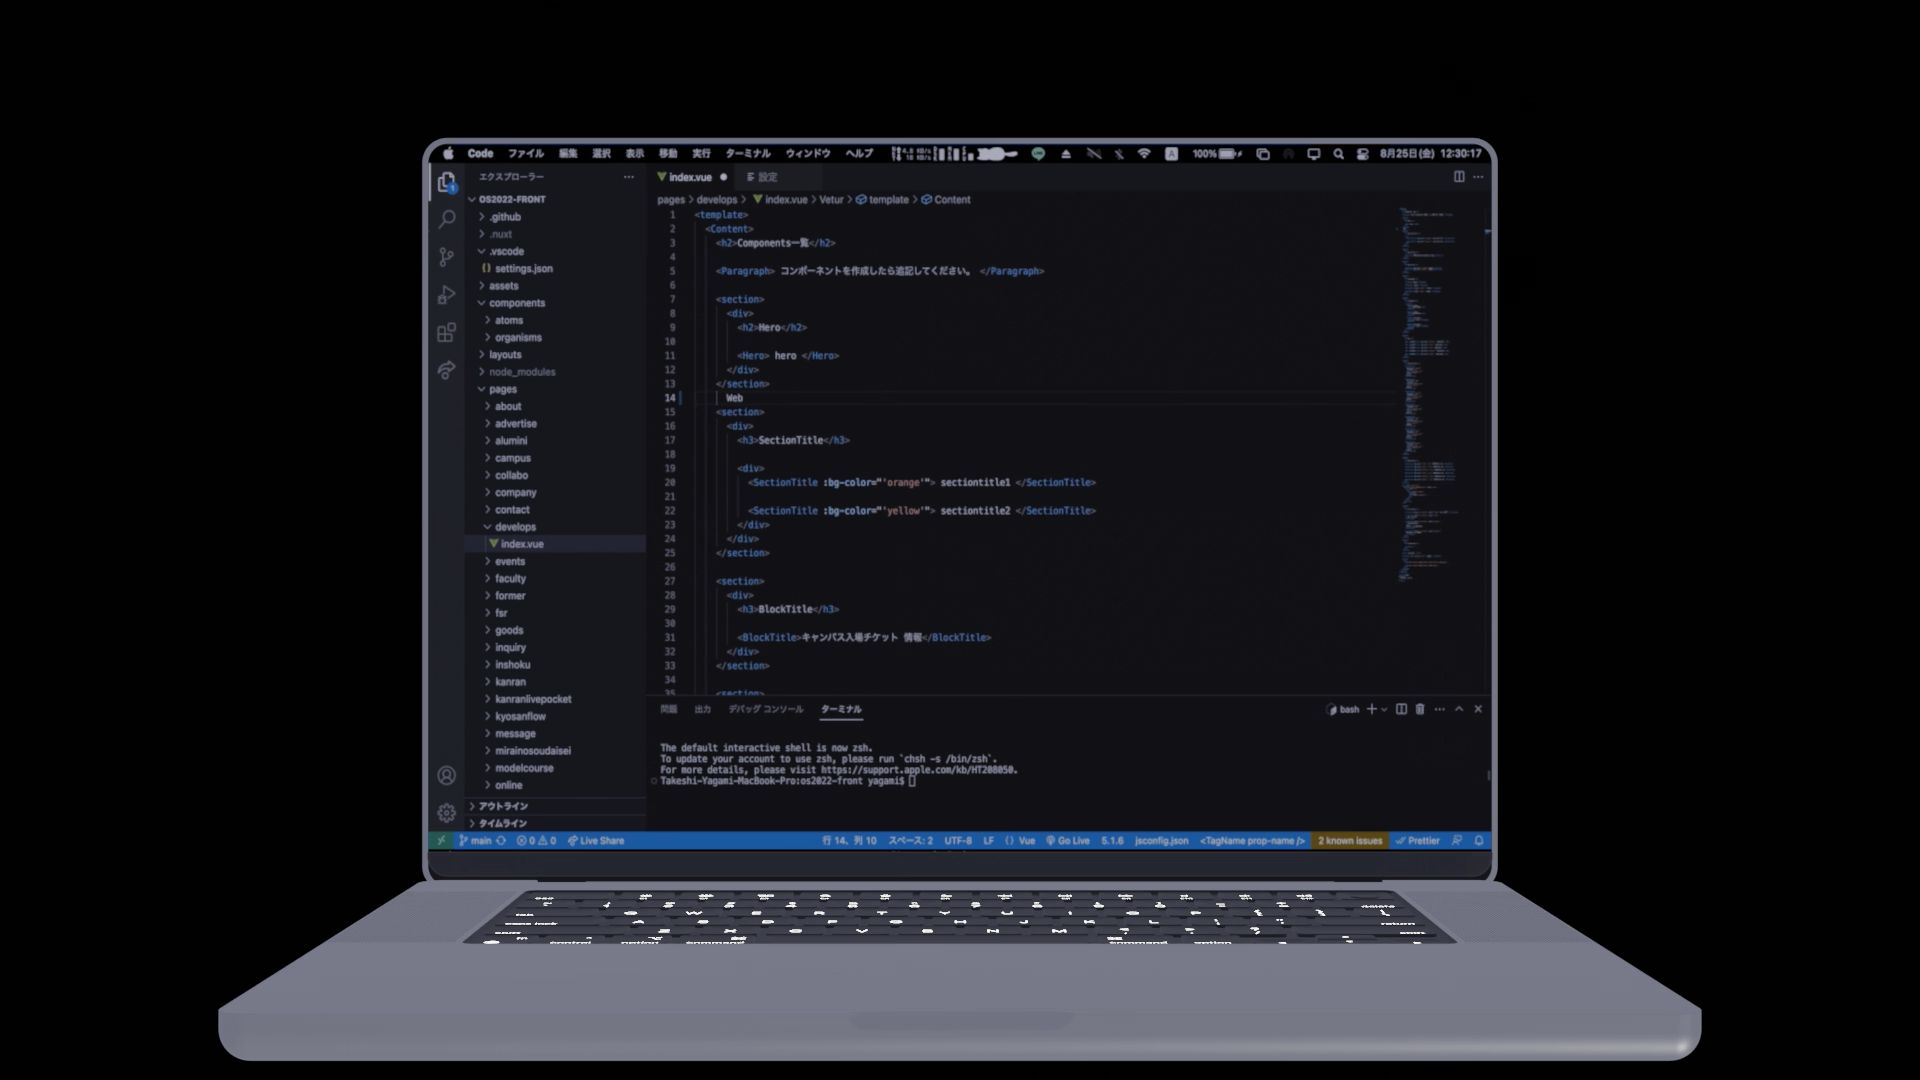 Code ファイル 編集 選択 表示 移動 実行 ターミナル ウィンドウ ヘルプ 100% 8月25日(金) 12:30:17
エクスプローラー
OS2022-FRONT
.github
.nuxt
.vscode
settings.json
assets
components
atoms
organisms
layouts
node_modules
pages
about
advertise
alumini
campus
collabo
company
contact
develops
index.vue
events
faculty
former
fsr
goods
inquiry
inshoku
kanran
kanranlivepocket
kyosanflow
message
mirainosoudaisei
modelcourse
online
アウトライン
タイムライン
index.vue 設定
pages > develops > index.vue > Vetur > template > Content
1 <template>
2 <Content>
3 <h2>Components一覧</h2>
4
5 <Paragraph> コンポーネントを作成したら追記してください。 </Paragraph>
6
7 <section>
8 <div>
9 <h2>Hero</h2>
10
11 <Hero> hero </Hero>
12 </div>
13 </section>
14 Web
15 <section>
16 <div>
17 <h3>SectionTitle</h3>
18
19 <div>
20 <SectionTitle :bg-color="'orange'"> sectiontitle1 </SectionTitle>
21
22 <SectionTitle :bg-color="'yellow'"> sectiontitle2 </SectionTitle>
23 </div>
24 </div>
25 </section>
26
27 <section>
28 <div>
29 <h3>BlockTitle</h3>
30
31 <BlockTitle>キャンパス入場チケット 情報</BlockTitle>
32 </div>
33 </section>
34
35 <section>
問題 出力 デバッグ コンソール ターミナル bash
The default interactive shell is now zsh.
To update your account to use zsh, please run `chsh -s /bin/zsh`.
For more details, please visit https://support.apple.com/kb/HT208050.
Takeshi-Yagami-MacBook-Pro:os2022-front yagami$
main 0 0 Live Share 行 14、列 10 スペース: 2 UTF-8 LF Vue Go Live 5.1.6 jsconfig.json <TagName prop-name /> 2 known issues Prettier